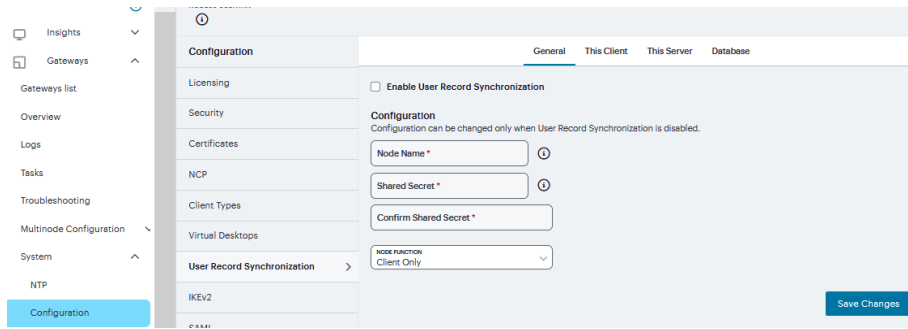 Insights
Gateways
Gateways list
Overview
Logs
Tasks
Troubleshooting
Multinode Configuration
System
NTP
Configuration
Configuration
Licensing
Security
Certificates
NCP
Client Types
Virtual Desktops
User Record Synchronization
IKEv2
SAML
General This Client This Server Database
Enable User Record Synchronization
Configuration
Configuration can be changed only when User Record Synchronization is disabled.
Node Name *
Shared Secret *
Confirm Shared Secret *
NODE FUNCTION
Client Only
Save Changes